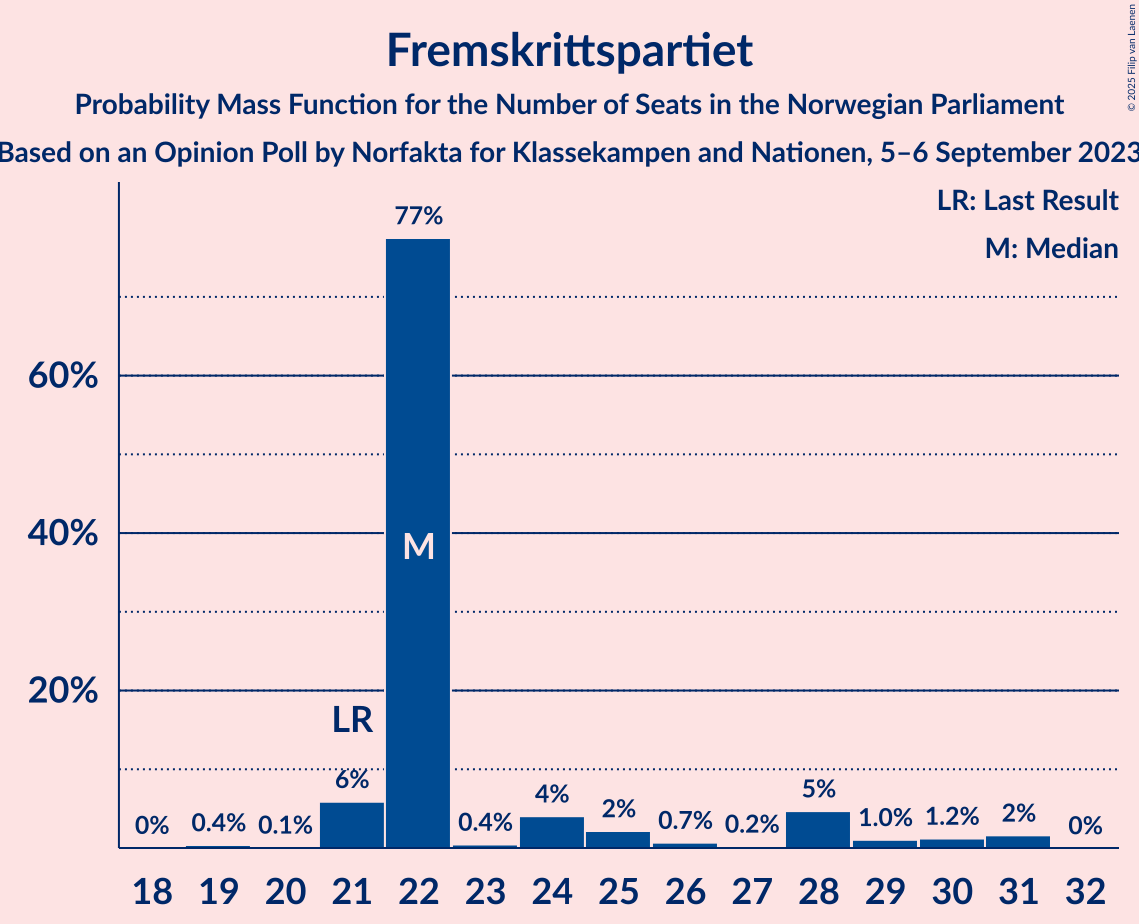 Fremskrittspartiet
Probability Mass Function for the Number of Seats in the Norwegian Parliament
Based on an Opinion Poll by Norfakta for Klassekampen and Nationen, 5–6 September 2023
© 2025 Filip van Laenen
LR: Last Result
M: Median
77%
60%
40%
M
20%
LR
6%
0% 0.4% 0.1% 0.4% 4% 2% 0.7% 0.2% 5% 1.0% 1.2% 2% 0%
18 19 20 21 22 23 24 25 26 27 28 29 30 31 32